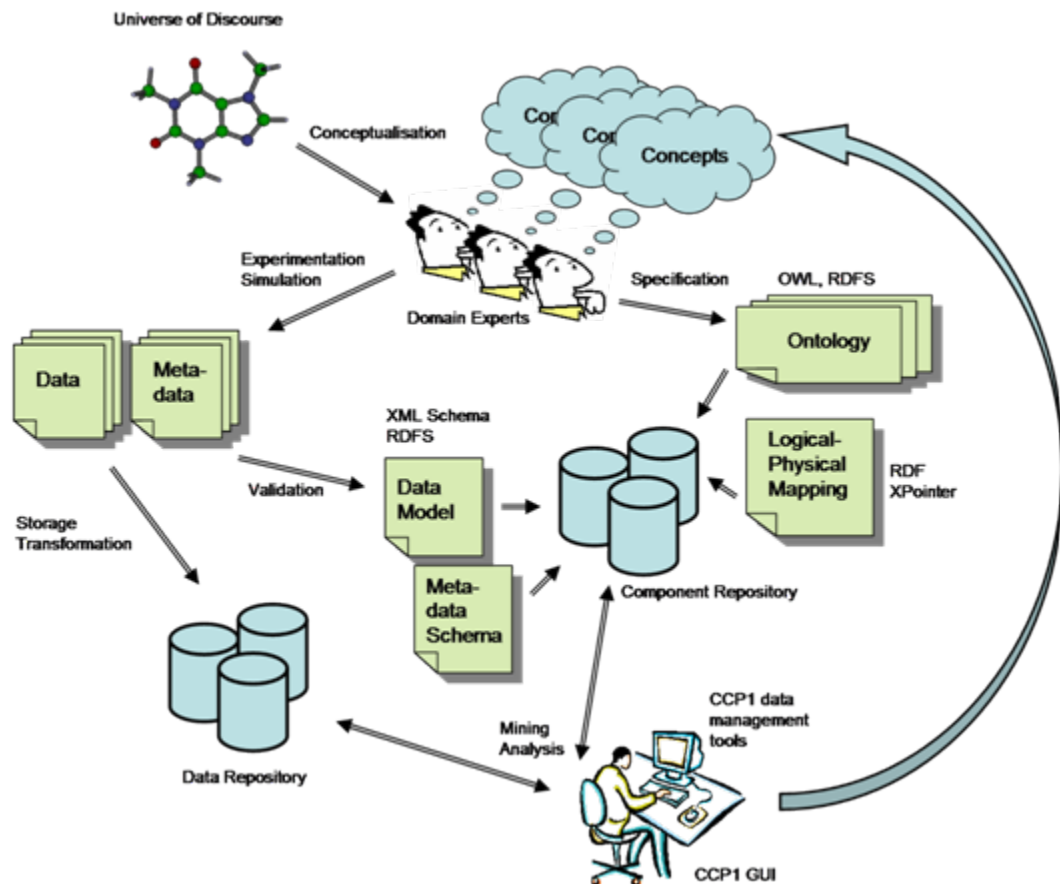 Universe of Discourse
Conceptualisation
Con
Con
Concepts
Experimentation
Simulation
Domain Experts
Specification
OWL, RDFS
Ontology
Data
Meta-
data
XML Schema
RDFS
Validation
Data
Model
Logical-
Physical
Mapping
RDF
XPointer
Storage
Transformation
Meta-
data
Schema
Component Repository
Data Repository
Mining
Analysis
CCP1 data
management
tools
CCP1 GUI